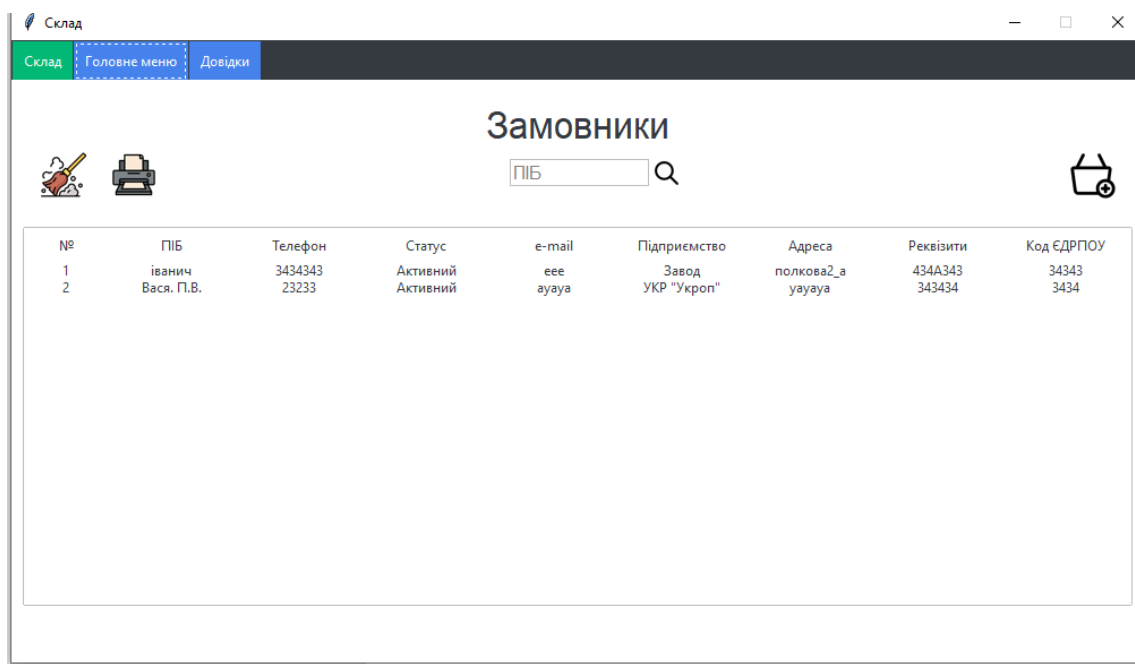 Склад
Склад Головне меню Довідки
Замовники
ПІБ
№ ПІБ Телефон Статус e-mail Підприємство Адреса Реквізити Код ЄДРПОУ
1 іванич 3434343 Активний eee Завод полкова2_а 434А343 34343
2 Вася. П.В. 23233 Активний ayaya УКР "Укроп" yayaya 343434 3434